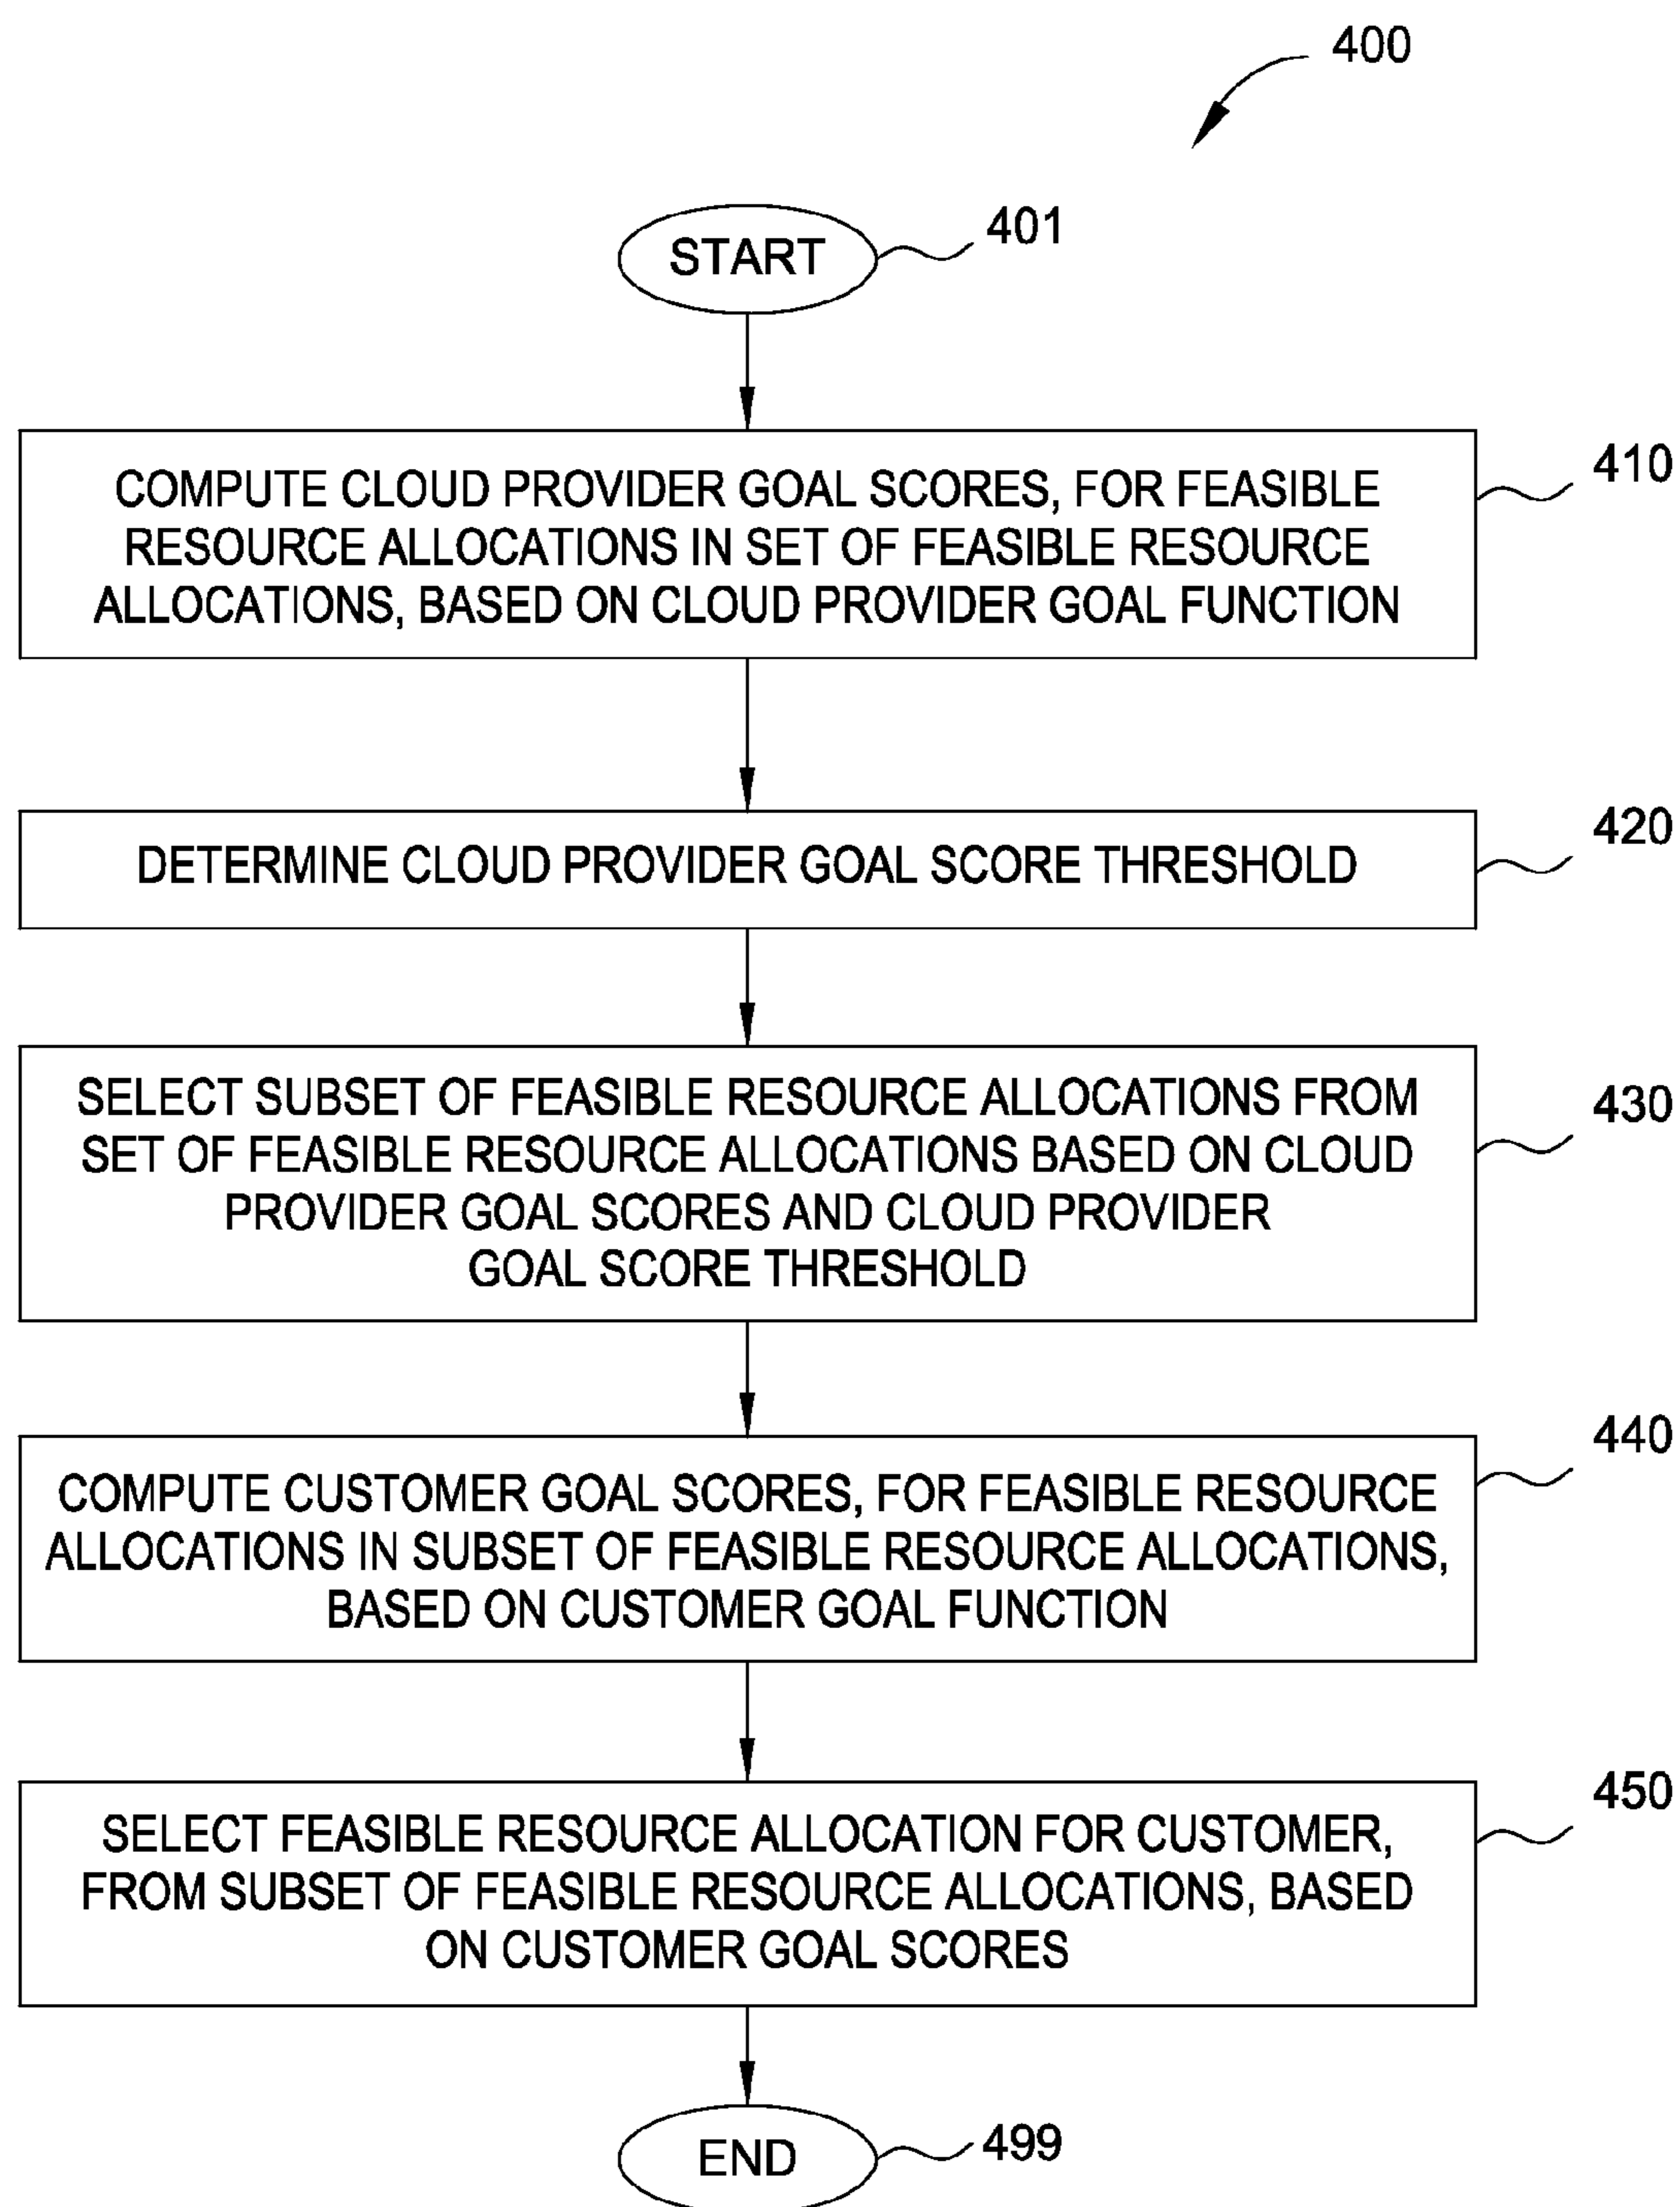 400
START
401
COMPUTE CLOUD PROVIDER GOAL SCORES, FOR FEASIBLE
RESOURCE ALLOCATIONS IN SET OF FEASIBLE RESOURCE
ALLOCATIONS, BASED ON CLOUD PROVIDER GOAL FUNCTION
410
DETERMINE CLOUD PROVIDER GOAL SCORE THRESHOLD
420
SELECT SUBSET OF FEASIBLE RESOURCE ALLOCATIONS FROM
SET OF FEASIBLE RESOURCE ALLOCATIONS BASED ON CLOUD
PROVIDER GOAL SCORES AND CLOUD PROVIDER
GOAL SCORE THRESHOLD
430
COMPUTE CUSTOMER GOAL SCORES, FOR FEASIBLE RESOURCE
ALLOCATIONS IN SUBSET OF FEASIBLE RESOURCE ALLOCATIONS,
BASED ON CUSTOMER GOAL FUNCTION
440
SELECT FEASIBLE RESOURCE ALLOCATION FOR CUSTOMER,
FROM SUBSET OF FEASIBLE RESOURCE ALLOCATIONS, BASED
ON CUSTOMER GOAL SCORES
450
END
499